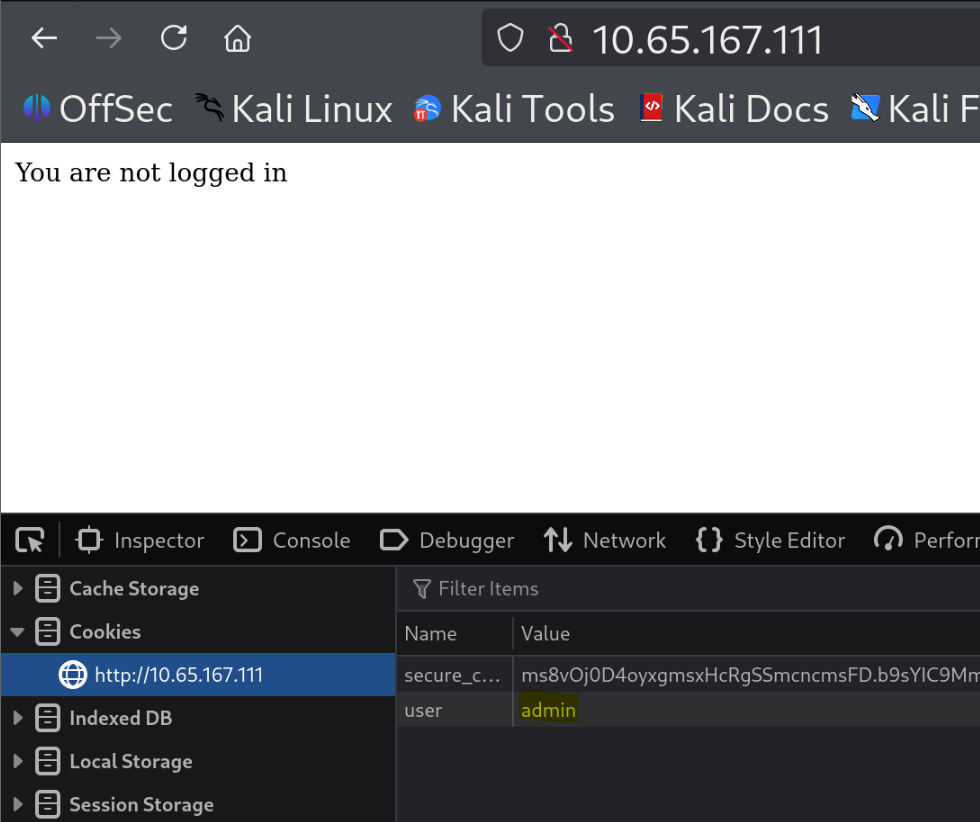 10.65.167.111
OffSec Kali Linux Kali Tools Kali Docs Kali F
You are not logged in
Inspector Console Debugger Network Style Editor Perfor
Cache Storage
Filter Items
Cookies
Name Value
http://10.65.167.111
secure_c... ms8vOj0D4oyxgmsxHcRgSSmcncmsFD.b9sYIC9Mm
Indexed DB
user admin
Local Storage
Session Storage